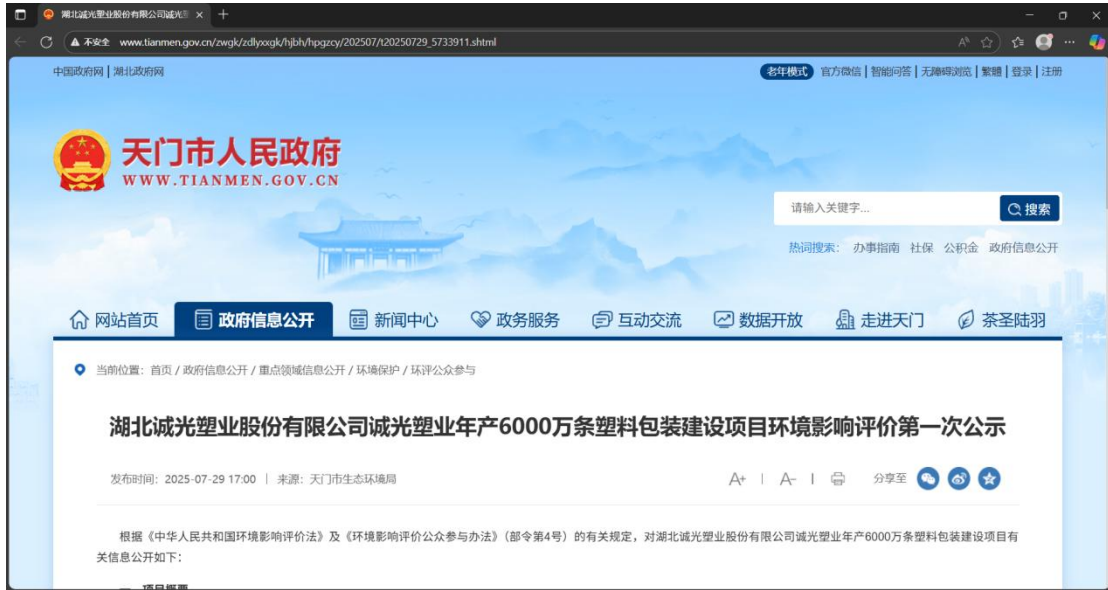 湖北诚光塑业股份有限公司诚光
不安全 www.tianmen.gov.cn/zwgk/zdlyxxgk/hjbh/hpgzcy/202507/t20250729_5733911.shtml
中国政府网 | 湖北政府网
老年模式 官方微信 | 智能问答 | 无障碍浏览 | 繁體 | 登录 | 注册
天门市人民政府
WWW.TIANMEN.GOV.CN
请输入关键字... 搜索
热词搜索： 办事指南 社保 公积金 政府信息公开
网站首页 政府信息公开 新闻中心 政务服务 互动交流 数据开放 走进天门 茶圣陆羽
当前位置：首页 / 政府信息公开 / 重点领域信息公开 / 环境保护 / 环评公众参与
湖北诚光塑业股份有限公司诚光塑业年产6000万条塑料包装建设项目环境影响评价第一次公示
发布时间：2025-07-29 17:00 | 来源：天门市生态环境局
A+ | A- | 分享至
根据《中华人民共和国环境影响评价法》及《环境影响评价公众参与办法》（部令第4号）的有关规定，对湖北诚光塑业股份有限公司诚光塑业年产6000万条塑料包装建设项目有
关信息公开如下：